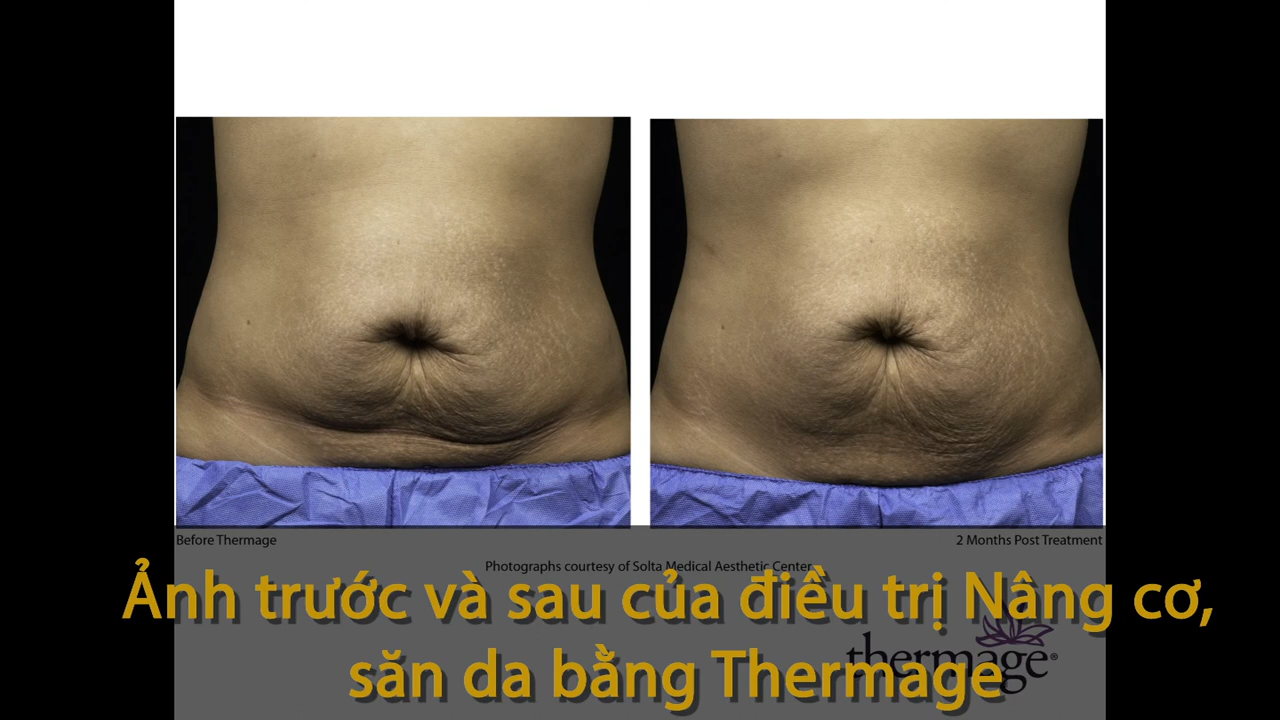 Before Thermage
2 Months Post Treatment
Photographs courtesy of Solta Medical Aesthetic Center.
Ảnh trước và sau của điều trị Nâng cơ,
săn da bằng Thermage
thermage®